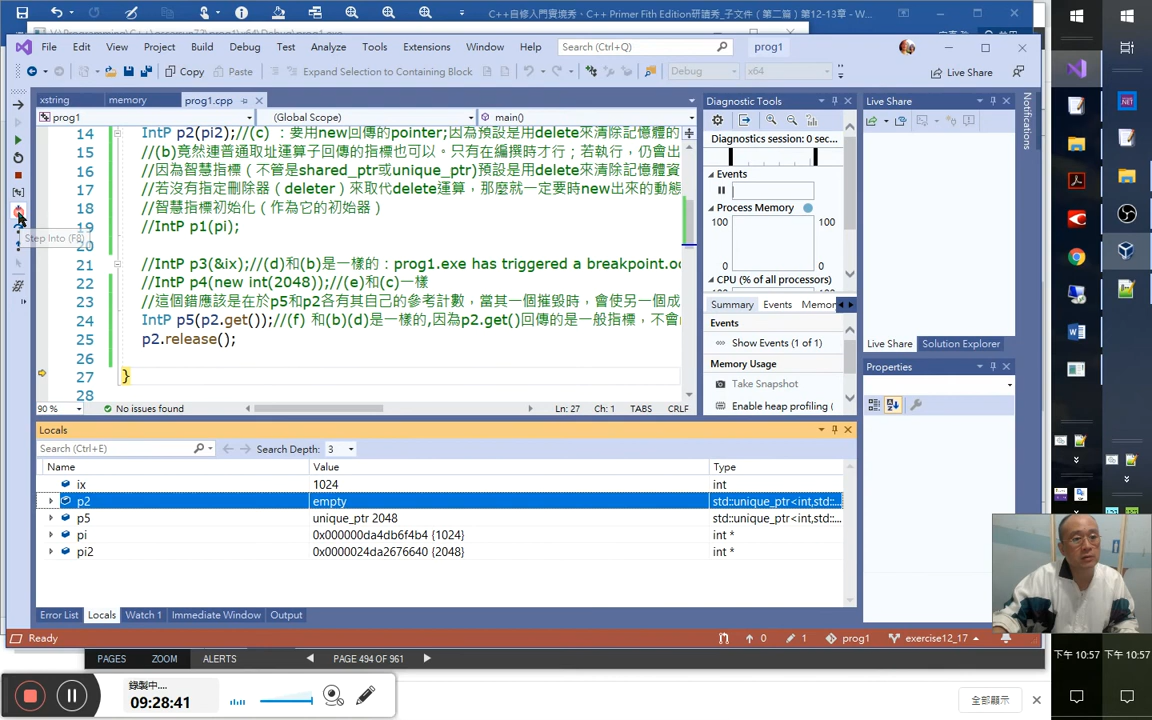 C++自修入門實境秀、C++ Primer Fifth Edition研讀秀_子文件（第二篇）第12-13章 - W...
File Edit View Project Build Debug Test Analyze Tools Extensions Window Help Search (Ctrl+Q) prog1
Copy Paste Expand Selection to Containing Block Debug x64 Live Share
xstring memory prog1.cpp
prog1 (Global Scope) main()
14 IntP p2(pi2);//(c) ：要用new回傳的pointer;因為預設是用delete來清除記憶體的
15 //(b)竟然連普通取址運算子回傳的指標也可以。只有在編撰時才行；若執行，仍會出
16 //因為智慧指標（不管是shared_ptr或unique_ptr)預設是用delete來清除記憶體資
17 //若沒有指定刪除器（deleter）來取代delete運算，那麼就一定要時new出來的動態
18 //智慧指標初始化（作為它的初始器）
19 //IntP p1(pi);
20
Step Into (F8)
21 //IntP p3(&ix);//(d)和(b)是一樣的：prog1.exe has triggered a breakpoint.oc
22 //IntP p4(new int(2048));//(e)和(c)一樣
23 //這個錯應該是在於p5和p2各有其自己的參考計數，當其一個摧毀時，會使另一個成
24 IntP p5(p2.get());//(f) 和(b)(d)是一樣的,因為p2.get()回傳的是一般指標，不會
25 p2.release();
26
27 }
28
90 % No issues found Ln: 27 Ch: 1 TABS CRLF
Diagnostic Tools
Diagnostics session: 0 sec...
Events
Process Memory
100 100
0 0
CPU (% of all processors)
100 100
Summary Events Memor
Events
Show Events (1 of 1)
Memory Usage
Take Snapshot
Enable heap profiling (
Live Share
Live Share Solution Explorer
Properties
Notifications
Locals
Search (Ctrl+E) Search Depth: 3
Name Value Type
ix 1024 int
p2 empty std::unique_ptr<int,std::...
p5 unique_ptr 2048 std::unique_ptr<int,std::...
pi 0x000000da4db6f4b4 {1024} int *
pi2 0x0000024da2676640 {2048} int *
Error List Locals Watch 1 Immediate Window Output
Ready 0 1 prog1 exercise12_17
PAGES ZOOM ALERTS PAGE 494 OF 961
錄製中....
09:28:41
全部顯示
下午 10:57 下午 10:57